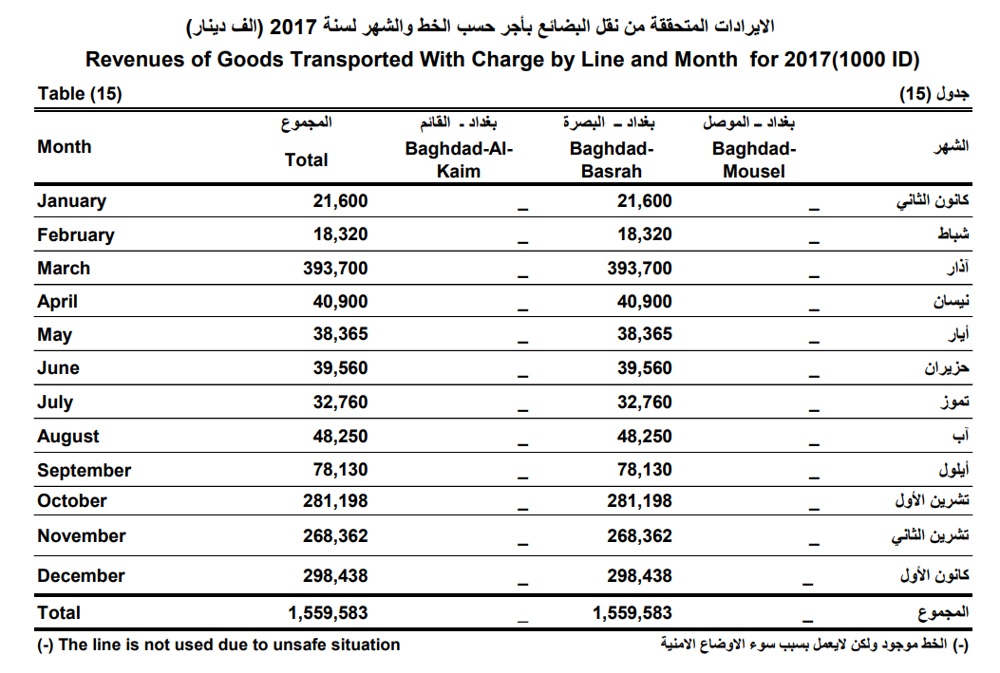 الايرادات المتحققة من نقل البضائع بأجر حسب الخط والشهر لسنة 2017 (الف دينار)
Revenues of Goods Transported With Charge by Line and Month for 2017(1000 ID)
Table (15) جدول (15)
المجموع بغداد - القائم بغداد – البصرة بغداد – الموصل
Month Total Baghdad-Al-Kaim Baghdad-Basrah Baghdad-Mousel الشهر
January 21,600 _ 21,600 _ كانون الثاني
February 18,320 _ 18,320 _ شباط
March 393,700 _ 393,700 _ آذار
April 40,900 _ 40,900 _ نيسان
May 38,365 _ 38,365 _ أيار
June 39,560 _ 39,560 _ حزيران
July 32,760 _ 32,760 _ تموز
August 48,250 _ 48,250 _ آب
September 78,130 _ 78,130 _ أيلول
October 281,198 _ 281,198 _ تشرين الأول
November 268,362 _ 268,362 _ تشرين الثاني
December 298,438 _ 298,438 _ كانون الأول
Total 1,559,583 _ 1,559,583 _ المجموع
(-) The line is not used due to unsafe situation (-) الخط موجود ولكن لايعمل بسبب سوء الاوضاع الامنية